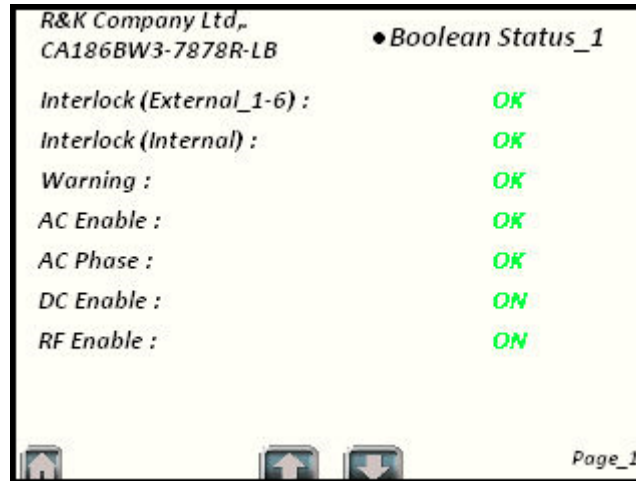 R&K Company Ltd,.
CA186BW3-7878R-LB
•Boolean Status_1
Interlock (External_1-6) : OK
Interlock (Internal) : OK
Warning : OK
AC Enable : OK
AC Phase : OK
DC Enable : ON
RF Enable : ON
Page_1